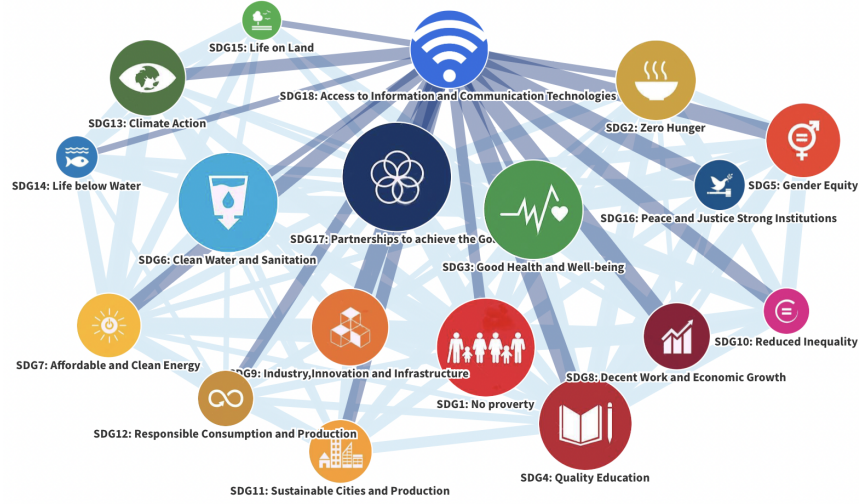 SDG15: Life on Land
SDG18: Access to Information and Communication Technologies
SDG13: Climate Action
SDG2: Zero Hunger
SDG14: Life below Water
SDG5: Gender Equity
SDG16: Peace and Justice Strong Institutions
SDG17: Partnerships to achieve the Go
SDG6: Clean Water and Sanitation
SDG3: Good Health and Well-being
SDG10: Reduced Inequality
SDG7: Affordable and Clean Energy
SDG9: Industry,Innovation and Infrastructure
SDG8: Decent Work and Economic Growth
SDG1: No proverty
SDG12: Responsible Consumption and Production
SDG4: Quality Education
SDG11: Sustainable Cities and Production